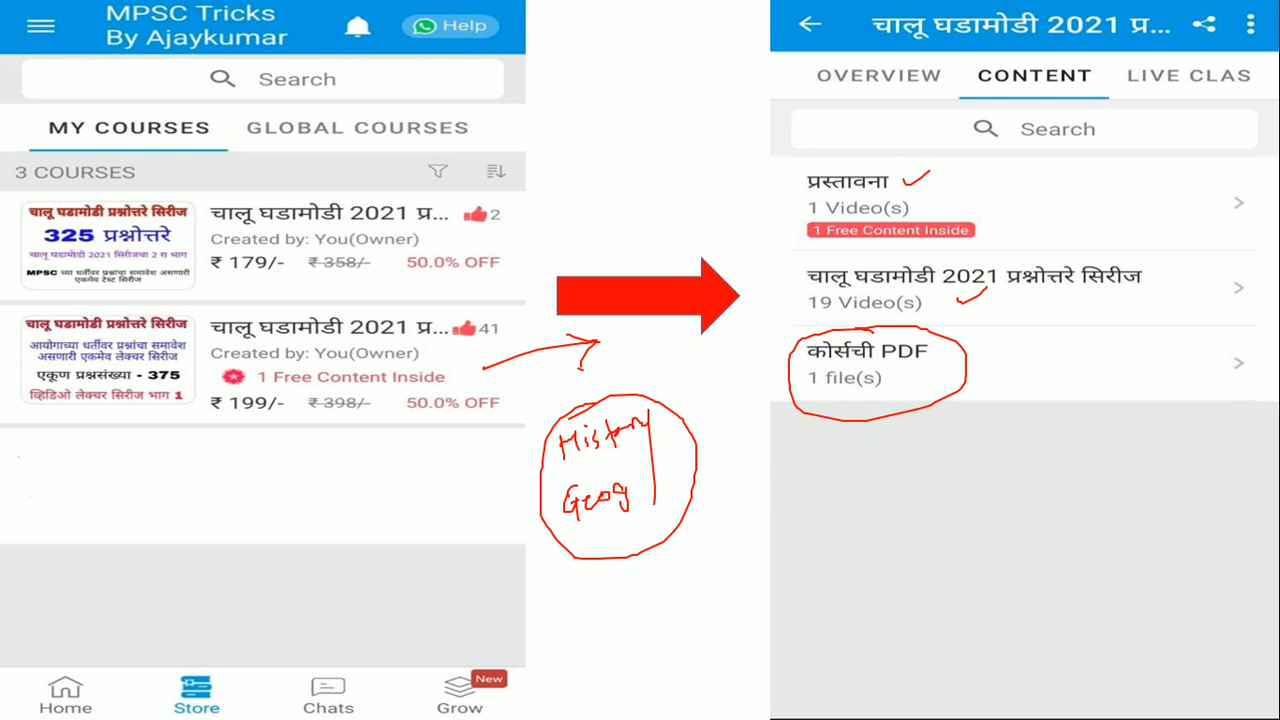 MPSC Tricks
By Ajaykumar
Help
Search
MY COURSES
GLOBAL COURSES
3 COURSES
चालू घडामोडी प्रश्नोत्तरे सिरीज
325 प्रश्नोत्तरे
चालू घडामोडी 2021 सिरीजचा 2 रा भाग
MPSC च्या धर्तीवर प्रश्नांचा समावेश असणारी
एकमेव टेस्ट सिरीज
चालू घडामोडी 2021 प्र...
2
Created by: You(Owner)
₹ 179/- ₹ 358/- 50.0% OFF
चालू घडामोडी प्रश्नोत्तरे सिरीज
आयोगाच्या धर्तीवर प्रश्नांचा समावेश
असणारी एकमेव लेक्चर सिरीज
एकूण प्रश्नसंख्या - 375
व्हिडिओ लेक्चर सिरीज भाग 1
चालू घडामोडी 2021 प्र...
41
Created by: You(Owner)
1 Free Content Inside
₹ 199/- ₹ 398/- 50.0% OFF
Home
Store
Chats
Grow
New
History
Geog
चालू घडामोडी 2021 प्र...
OVERVIEW
CONTENT
LIVE CLAS
Search
प्रस्तावना
1 Video(s)
1 Free Content Inside
चालू घडामोडी 2021 प्रश्नोत्तरे सिरीज
19 Video(s)
कोर्सची PDF
1 file(s)